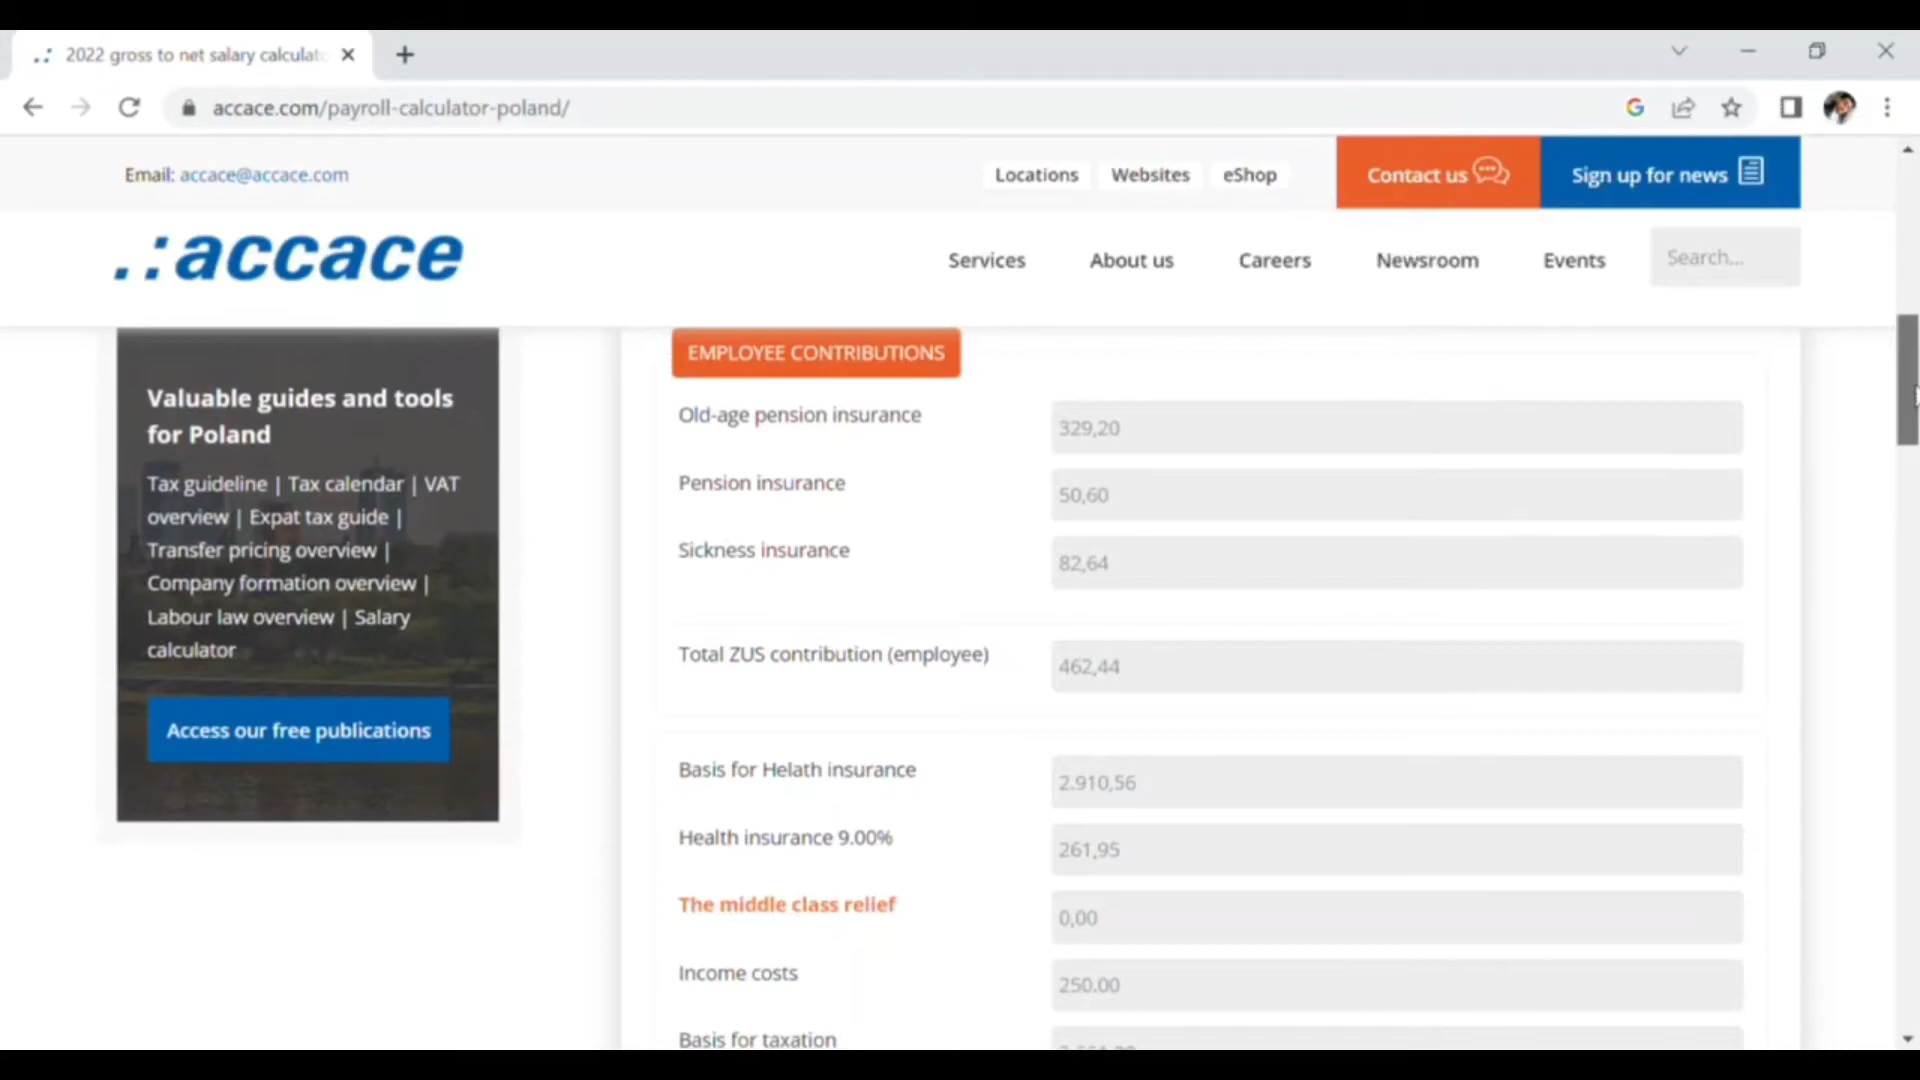 2022 gross to net salary calculat
accace.com/payroll-calculator-poland/
Email: accace@accace.com
Locations
Websites
eShop
Contact us
Sign up for news
.:accace
Services
About us
Careers
Newsroom
Events
Search...
Valuable guides and tools
for Poland
Tax guideline | Tax calendar | VAT
overview | Expat tax guide |
Transfer pricing overview |
Company formation overview |
Labour law overview | Salary
calculator
Access our free publications
EMPLOYEE CONTRIBUTIONS
Old-age pension insurance
329,20
Pension insurance
50,60
Sickness insurance
82,64
Total ZUS contribution (employee)
462,44
Basis for Helath insurance
2.910,56
Health insurance 9.00%
261,95
The middle class relief
0,00
Income costs
250.00
Basis for taxation